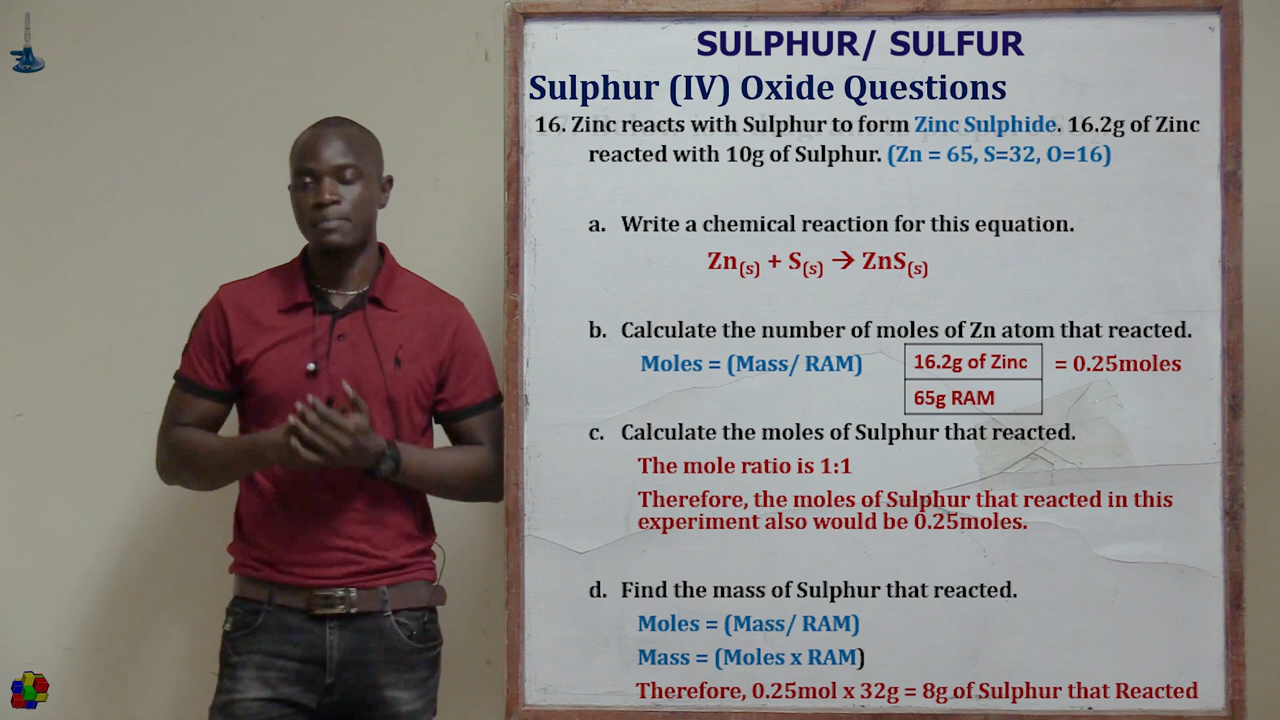 SULPHUR/ SULFUR
Sulphur (IV) Oxide Questions
16. Zinc reacts with Sulphur to form Zinc Sulphide. 16.2g of Zinc
reacted with 10g of Sulphur. (Zn = 65, S=32, O=16)
a. Write a chemical reaction for this equation.
Zn(s) + S(s) → ZnS(s)
b. Calculate the number of moles of Zn atom that reacted.
Moles = (Mass/ RAM) 16.2g of Zinc = 0.25moles
65g RAM
c. Calculate the moles of Sulphur that reacted.
The mole ratio is 1:1
Therefore, the moles of Sulphur that reacted in this
experiment also would be 0.25moles.
d. Find the mass of Sulphur that reacted.
Moles = (Mass/ RAM)
Mass = (Moles x RAM)
Therefore, 0.25mol x 32g = 8g of Sulphur that Reacted